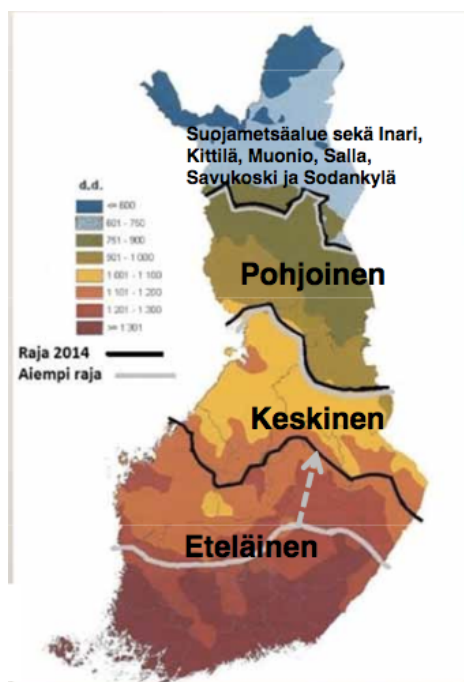 Suojametsäalue sekä Inari,
Kittilä, Muonio, Salla,
Savukoski ja Sodankylä
d.d.
<= 600
601 - 750
751 - 900
901 - 1 000
1 001 - 1 100
1 101 - 1 200
1 201 - 1 300
>= 1 301
Pohjoinen
Raja 2014
Aiempi raja
Keskinen
Eteläinen